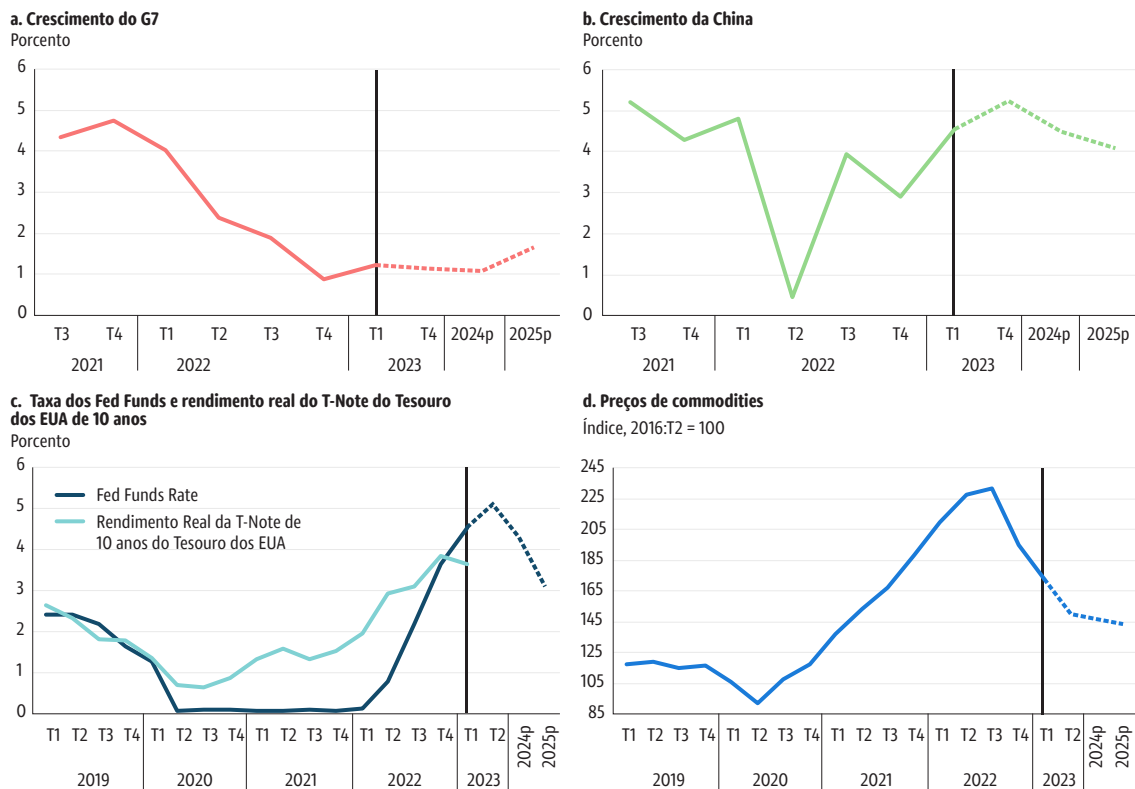 a. Crescimento do G7
Porcento
6
5
4
3
2
1
0
T3 T4 T1 T2 T3 T4 T1 T4 2024p 2025p
2021 2022 2023
b. Crescimento da China
Porcento
6
5
4
3
2
1
0
T3 T4 T1 T2 T3 T4 T1 T4 2024p 2025p
2021 2022 2023
c. Taxa dos Fed Funds e rendimento real do T-Note do Tesouro
dos EUA de 10 anos
Porcento
6
5
4
3
2
1
0
Fed Funds Rate
Rendimento Real da T-Note de
10 anos do Tesouro dos EUA
T1 T2 T3 T4 T1 T2 T3 T4 T1 T2 T3 T4 T1 T2 T3 T4 T1 T2 2024p 2025p
2019 2020 2021 2022 2023
d. Preços de commodities
Índice, 2016:T2 = 100
245
225
205
185
165
145
125
105
85
T1 T2 T3 T4 T1 T2 T3 T4 T1 T2 T3 T4 T1 T2 T3 T4 T1 T2 2024p 2025p
2019 2020 2021 2022 2023